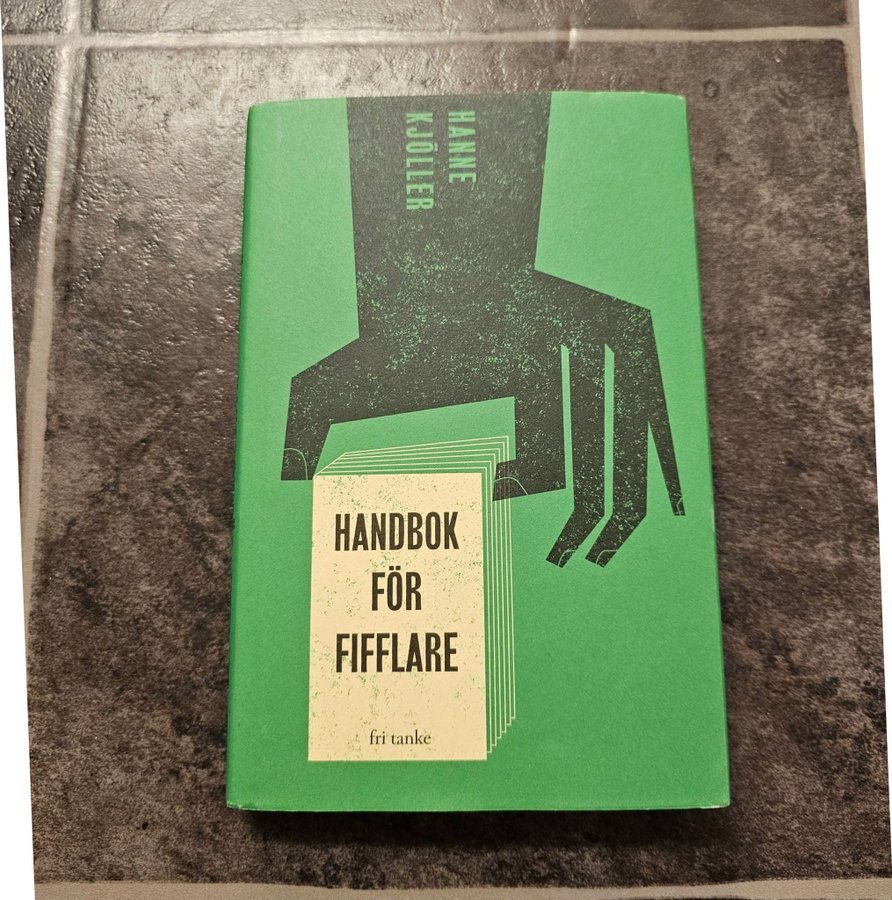 HANNE
KJÖLLER
HANDBOK
FÖR
FIFFLARE
fri tanke